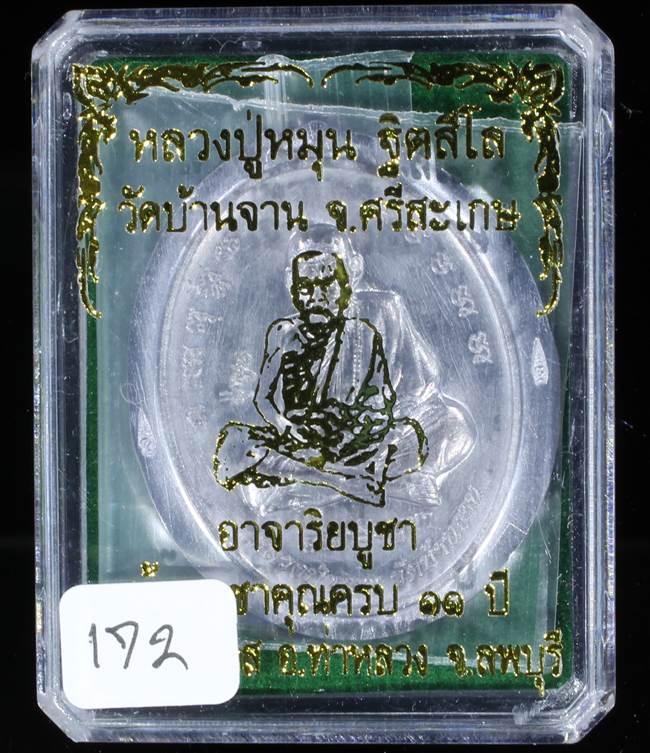 หลวงปู่หมุน ฐิตสีโล
วัดบ้านจาน จ.ศรีสะเกษ
อาจาริยบูชา
ชาคุณครบ ๑๑ ปี
ส อ.ท่าหลวง จ.ลพบุรี
172